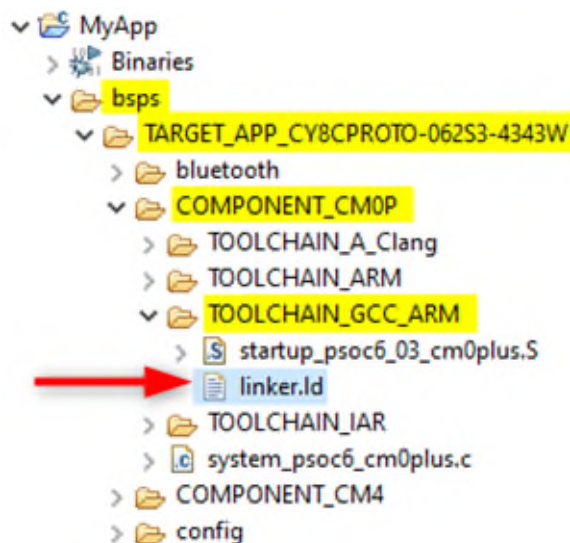 MyApp
Binaries
bsps
TARGET_APP_CY8CPROTO-062S3-4343W
bluetooth
COMPONENT_CM0P
TOOLCHAIN_A_Clang
TOOLCHAIN_ARM
TOOLCHAIN_GCC_ARM
startup_psoc6_03_cm0plus.S
linker.ld
TOOLCHAIN_IAR
system_psoc6_cm0plus.c
COMPONENT_CM4
config